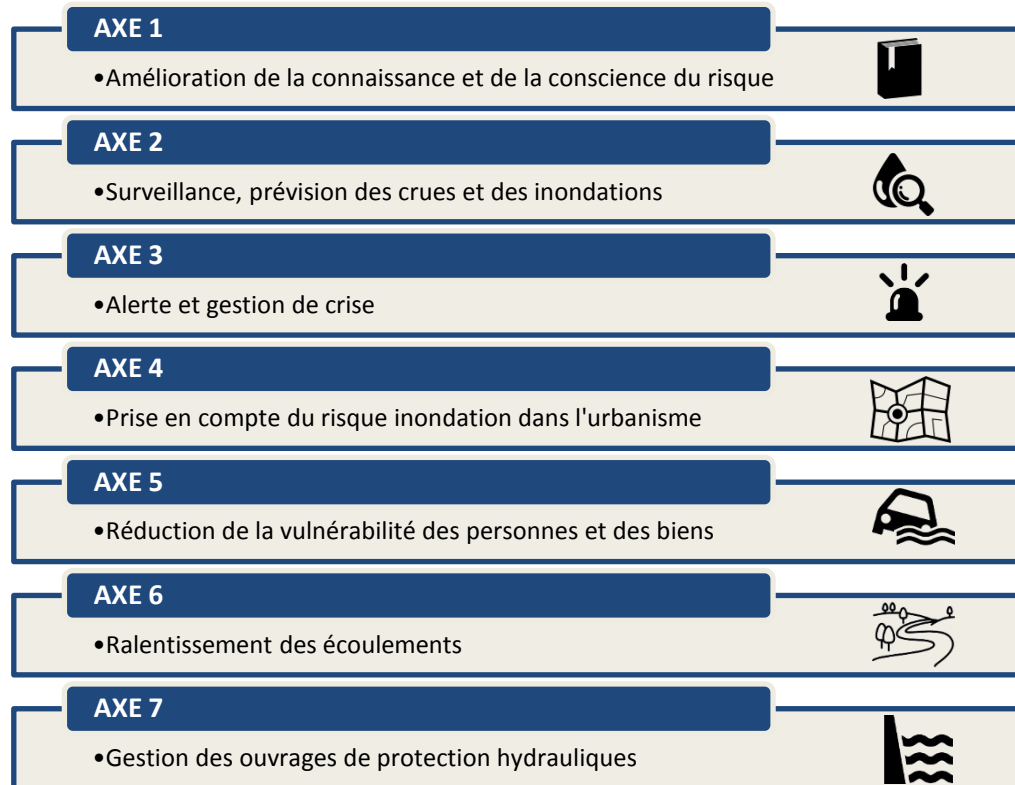 AXE 1
•Amélioration de la connaissance et de la conscience du risque
AXE 2
•Surveillance, prévision des crues et des inondations
AXE 3
•Alerte et gestion de crise
AXE 4
•Prise en compte du risque inondation dans l'urbanisme
AXE 5
•Réduction de la vulnérabilité des personnes et des biens
AXE 6
•Ralentissement des écoulements
AXE 7
•Gestion des ouvrages de protection hydrauliques